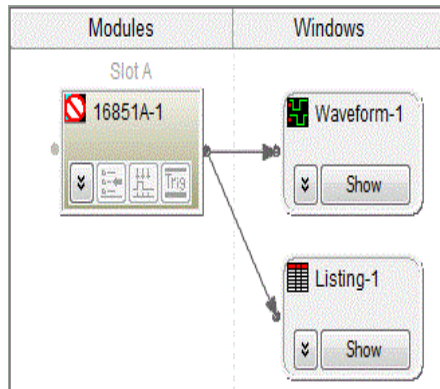 Modules Windows
Slot A
16851A-1
Trig
Waveform-1
Show
Listing-1
Show